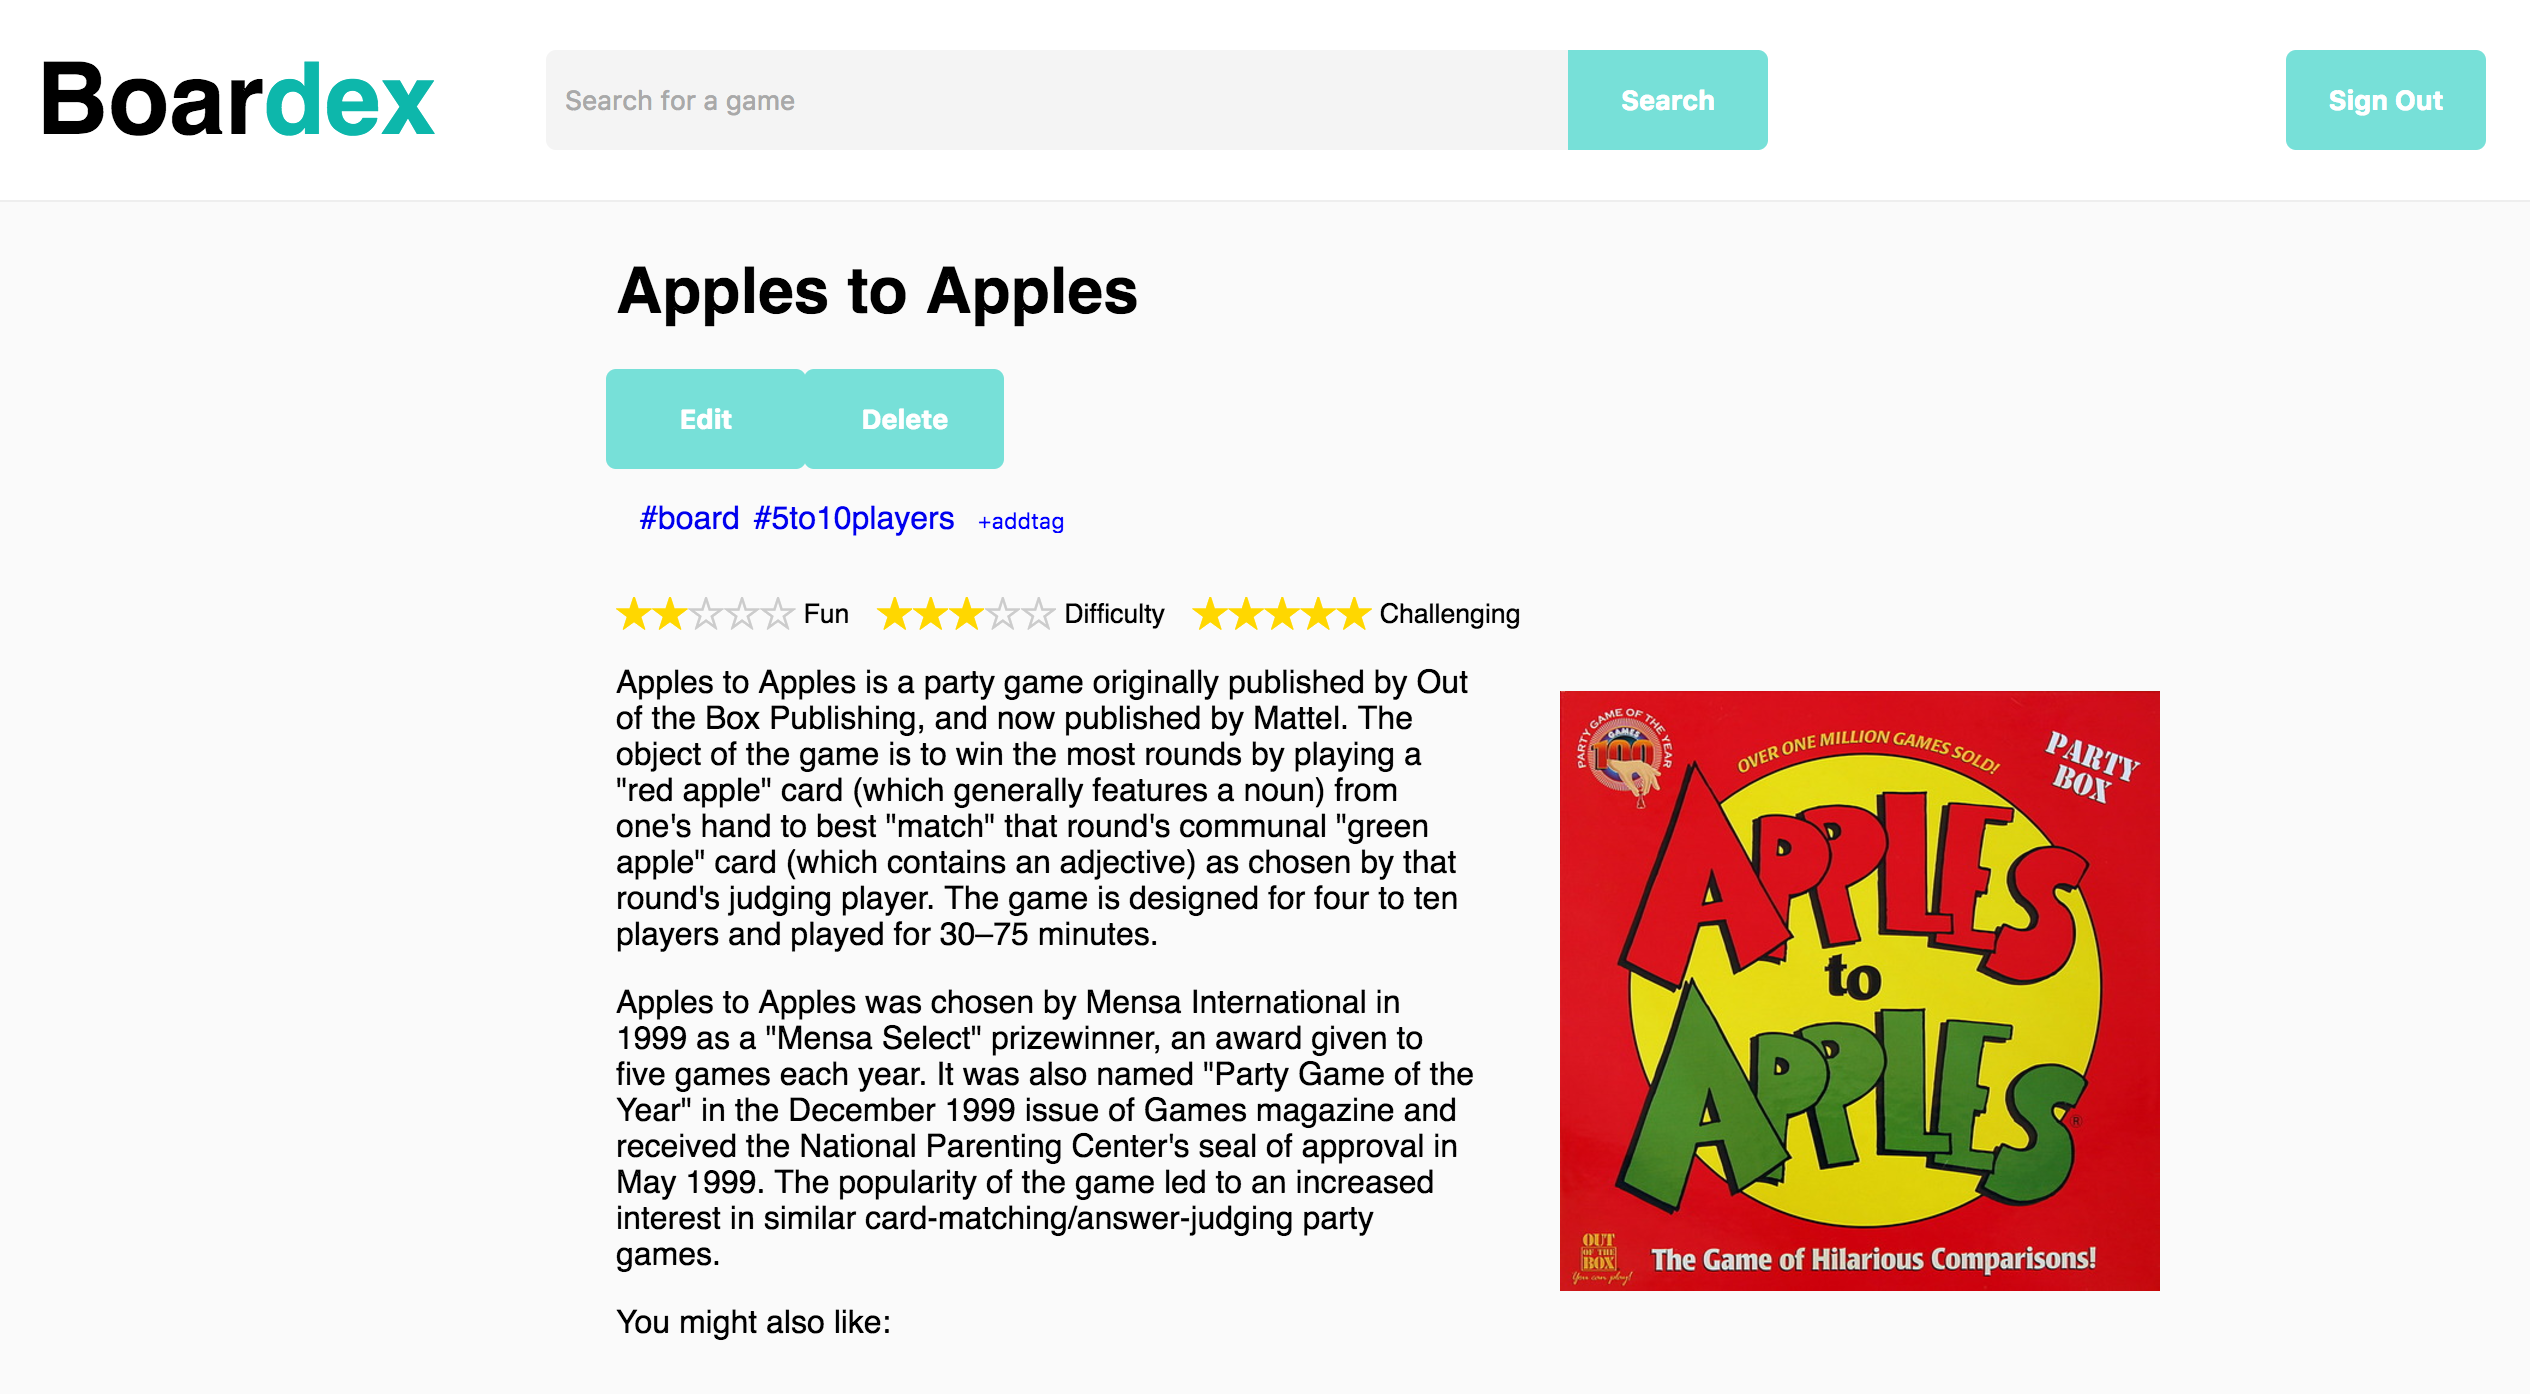 Boardex
Search for a game
Search
Sign Out
Apples to Apples
Edit
Delete
#board #5to10players +addtag
Fun
Difficulty
Challenging
Apples to Apples is a party game originally published by Out
of the Box Publishing, and now published by Mattel. The
object of the game is to win the most rounds by playing a
"red apple" card (which generally features a noun) from
one's hand to best "match" that round's communal "green
apple" card (which contains an adjective) as chosen by that
round's judging player. The game is designed for four to ten
players and played for 30–75 minutes.
Apples to Apples was chosen by Mensa International in
1999 as a "Mensa Select" prizewinner, an award given to
five games each year. It was also named "Party Game of the
Year" in the December 1999 issue of Games magazine and
received the National Parenting Center's seal of approval in
May 1999. The popularity of the game led to an increased
interest in similar card-matching/answer-judging party
games.
You might also like:
PARTY GAME OF THE YEAR
GAMES
100
OVER ONE MILLION GAMES SOLD!
PARTY
BOX
APPLES
to
APPLES
®
OUT
OF THE
BOX
You can play!
The Game of Hilarious Comparisons!